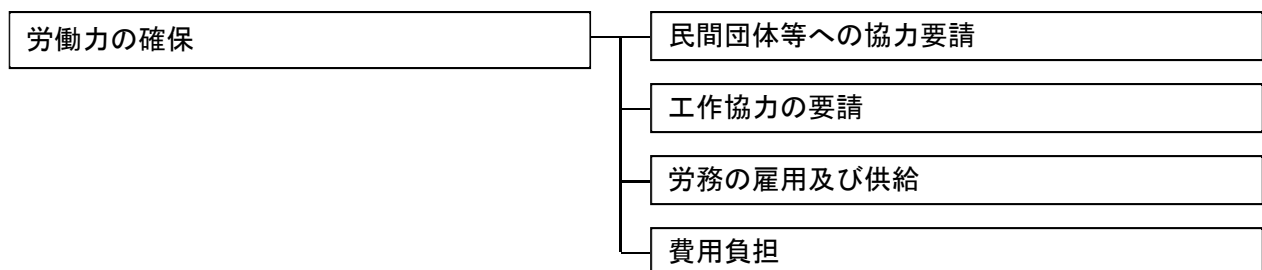 労働力の確保
民間団体等への協力要請
工作協力の要請
労務の雇用及び供給
費用負担